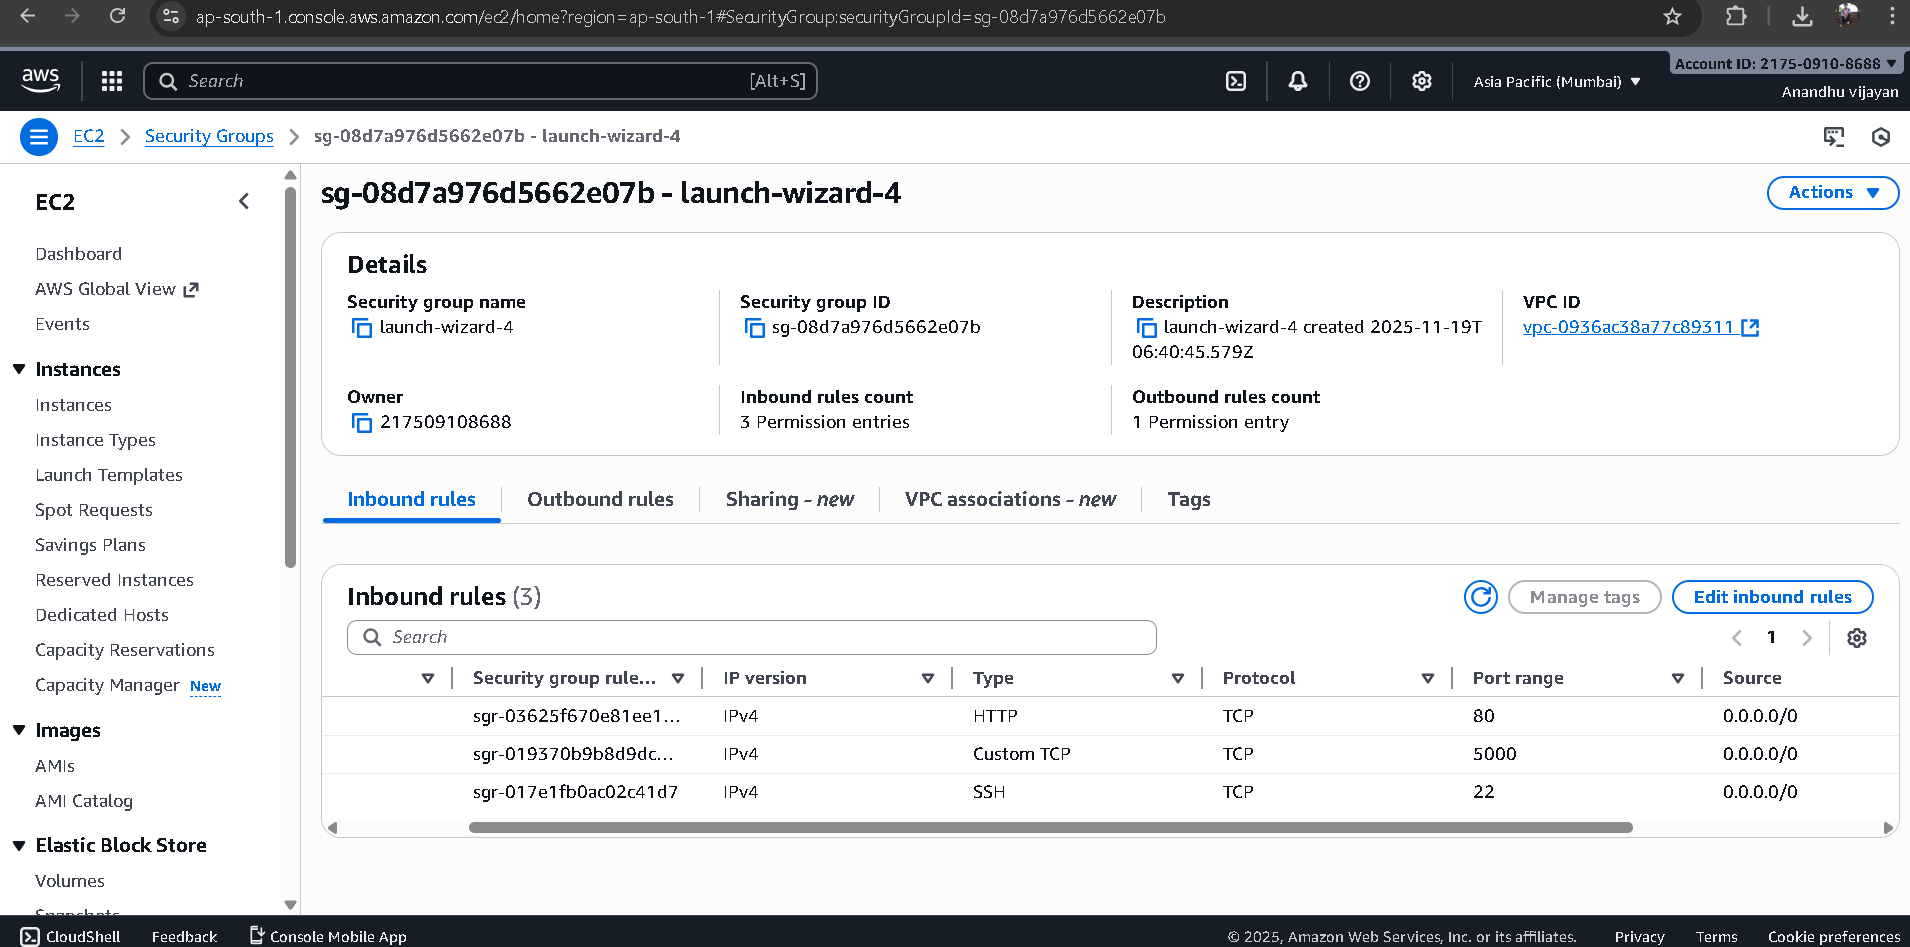 ap-south-1.console.aws.amazon.com/ec2/home?region=ap-south-1#SecurityGroup:securityGroupId=sg-08d7a976d5662e07b
aws
Search
[Alt+S]
Asia Pacific (Mumbai)
Account ID: 2175-0910-8688
Anandhu vijayan
EC2
Security Groups
sg-08d7a976d5662e07b - launch-wizard-4
EC2
Dashboard
AWS Global View
Events
Instances
Instances
Instance Types
Launch Templates
Spot Requests
Savings Plans
Reserved Instances
Dedicated Hosts
Capacity Reservations
Capacity Manager New
Images
AMIs
AMI Catalog
Elastic Block Store
Volumes
Snapshots
sg-08d7a976d5662e07b - launch-wizard-4
Actions
Details
Security group name
launch-wizard-4
Security group ID
sg-08d7a976d5662e07b
Description
launch-wizard-4 created 2025-11-19T
06:40:45.579Z
VPC ID
vpc-0936ac38a77c89311
Owner
217509108688
Inbound rules count
3 Permission entries
Outbound rules count
1 Permission entry
Inbound rules Outbound rules Sharing - new VPC associations - new Tags
Inbound rules (3)
Manage tags
Edit inbound rules
Search
1
Security group rule... IP version Type Protocol Port range Source
sgr-03625f670e81ee1... IPv4 HTTP TCP 80 0.0.0.0/0
sgr-019370b9b8d9dc... IPv4 Custom TCP TCP 5000 0.0.0.0/0
sgr-017e1fb0ac02c41d7 IPv4 SSH TCP 22 0.0.0.0/0
CloudShell Feedback Console Mobile App © 2025, Amazon Web Services, Inc. or its affiliates. Privacy Terms Cookie preferences